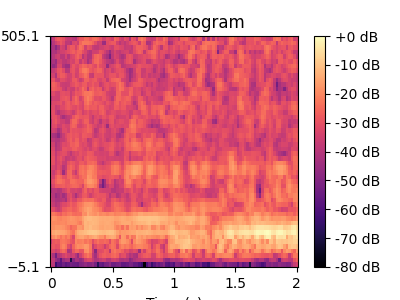 Mel Spectrogram
505.1
−5.1
0
0.5
1
1.5
2
+0 dB
-10 dB
-20 dB
-30 dB
-40 dB
-50 dB
-60 dB
-70 dB
-80 dB